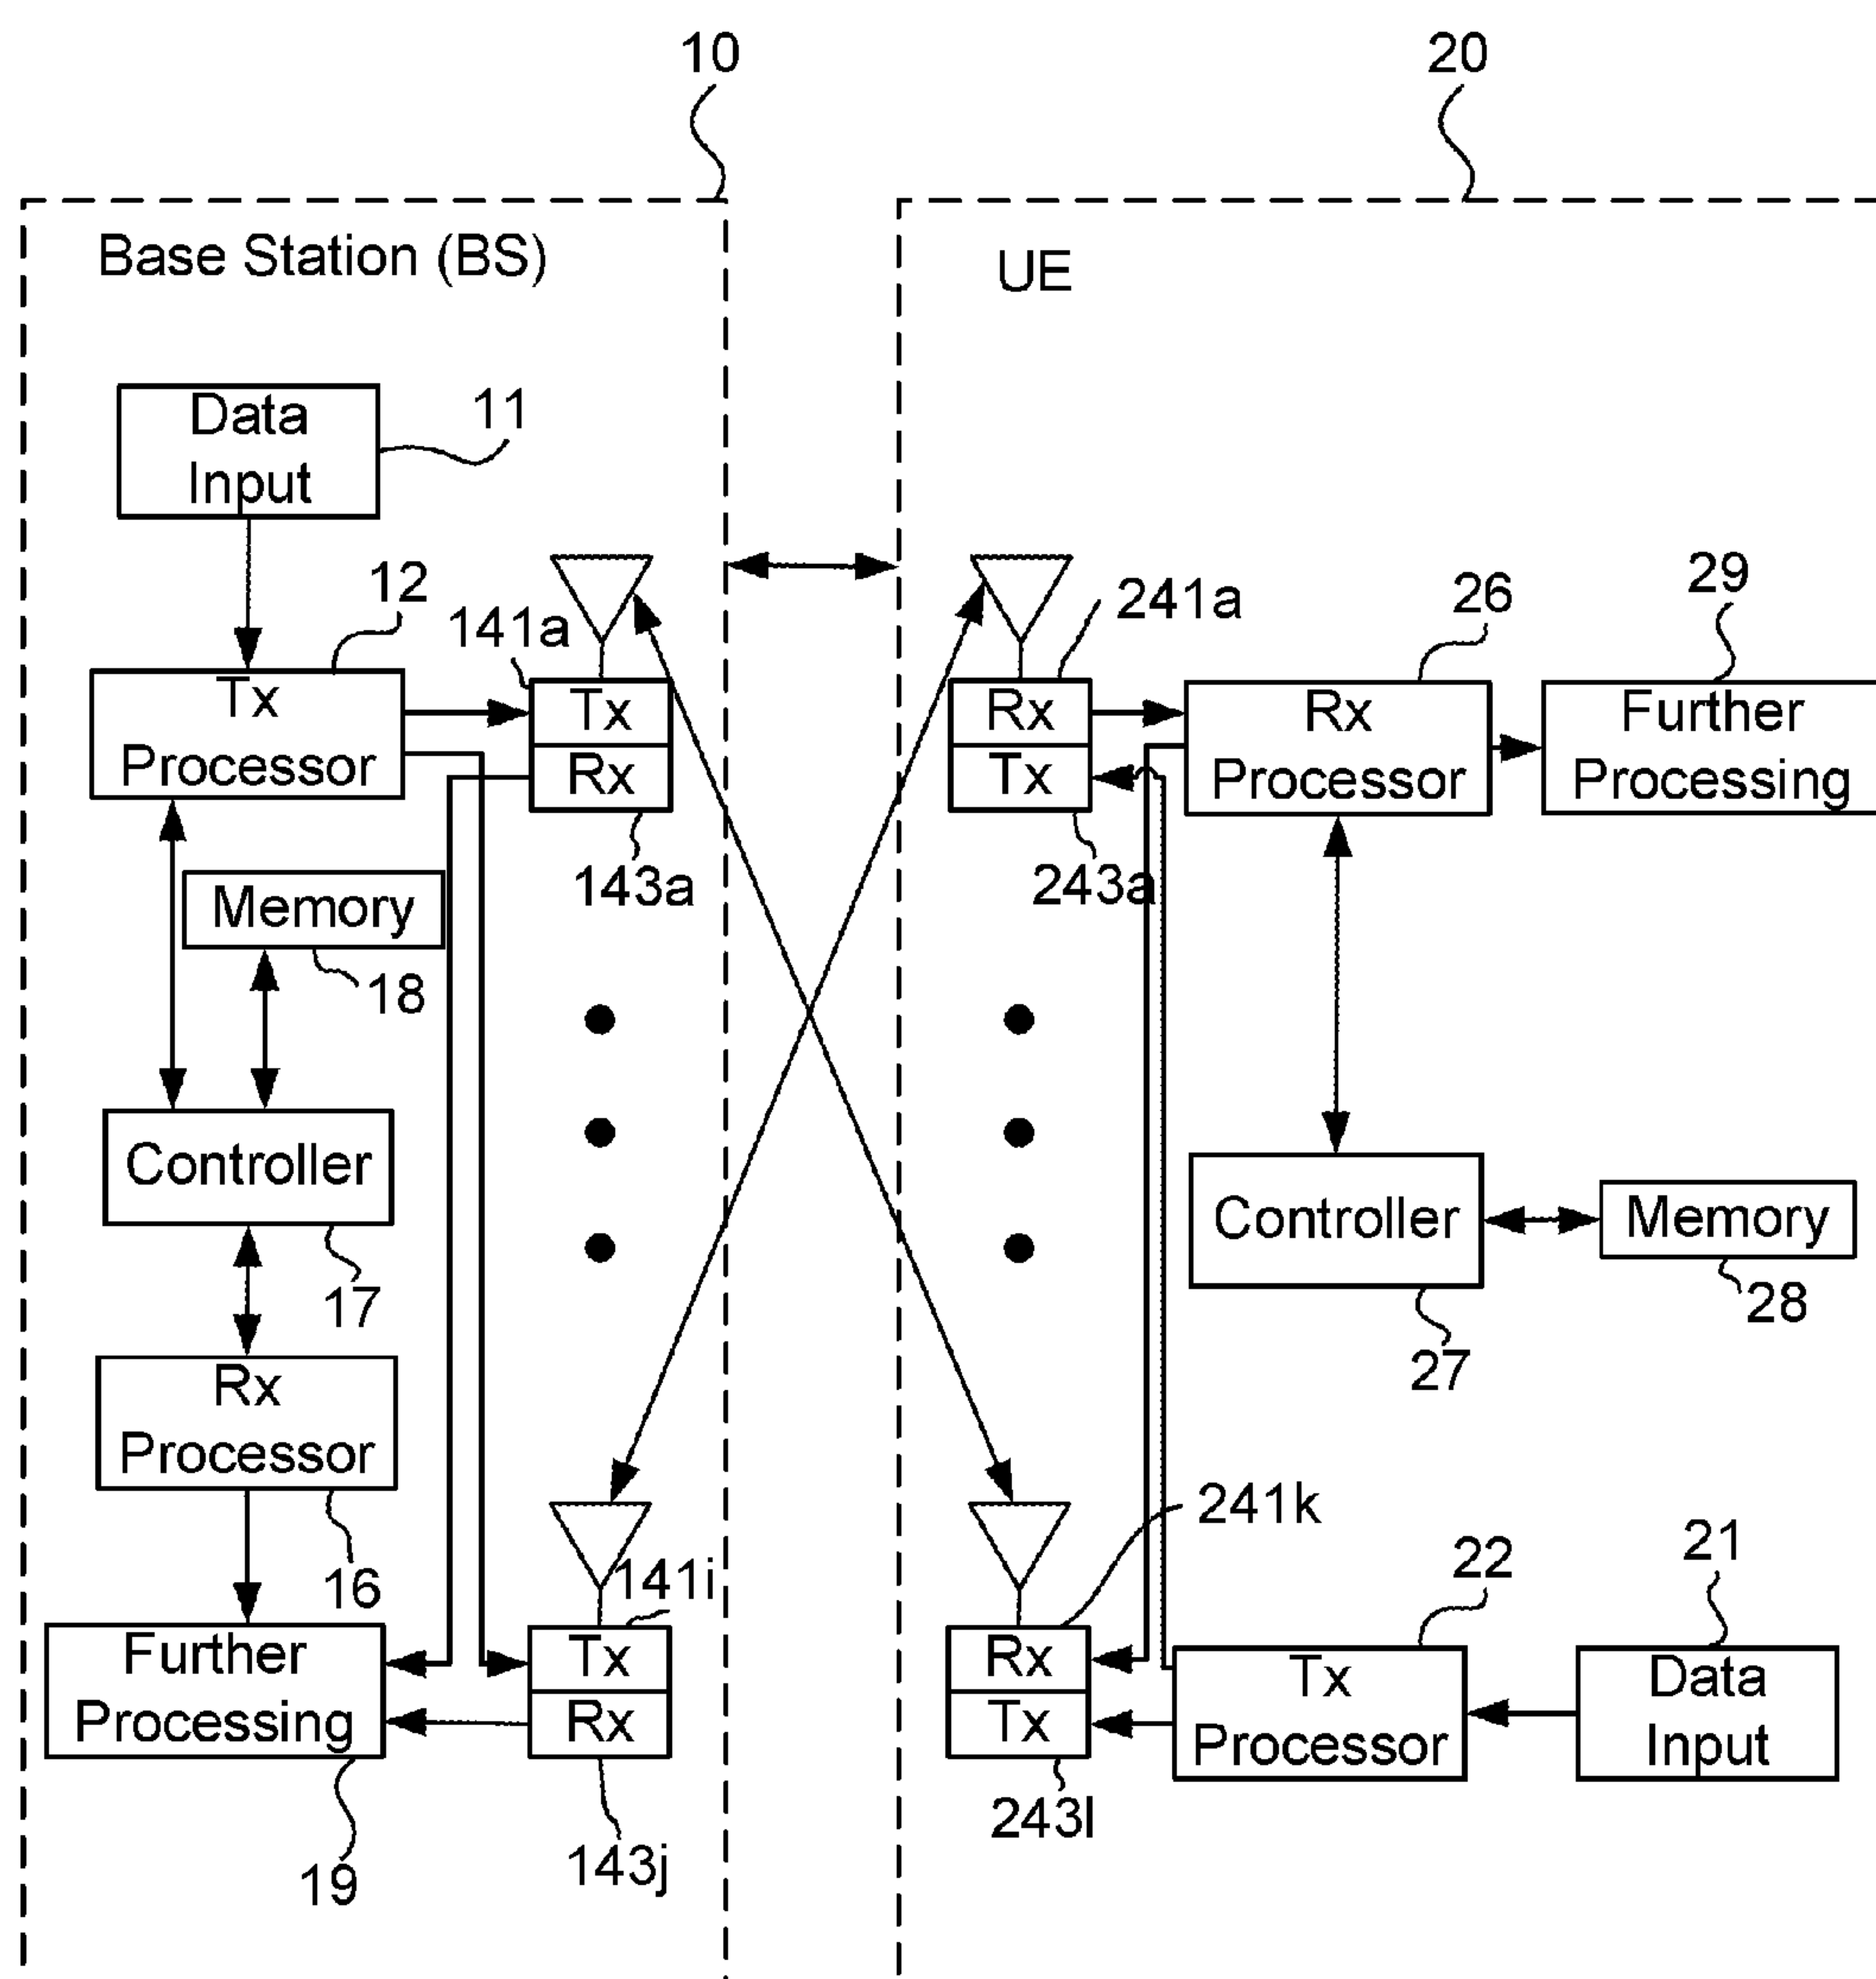 10
20
Base Station (BS)
UE
Data
Input
11
12
141a
241a
26
29
Tx
Processor
Tx
Rx
Rx
Tx
Rx
Processor
Further
Processing
143a
243a
Memory
18
Controller
17
Controller
27
Memory
28
Rx
Processor
16
141i
241k
22
21
Further
Processing
19
Tx
Rx
143j
Rx
Tx
243l
Tx
Processor
Data
Input